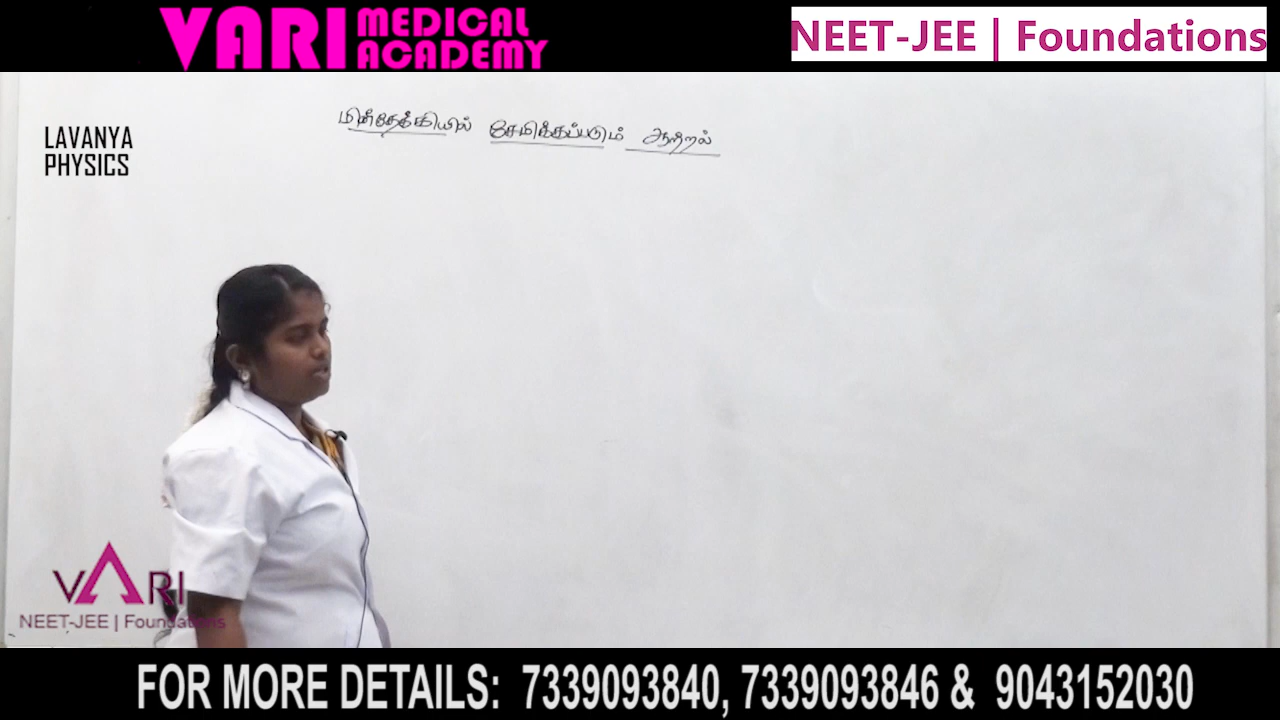 VARI MEDICAL ACADEMY
NEET-JEE | Foundations
LAVANYA
PHYSICS
மின்தேக்கியில் சேமிக்கப்படும் ஆற்றல்
VARI
NEET-JEE | Foundations
FOR MORE DETAILS: 7339093840, 7339093846 & 9043152030